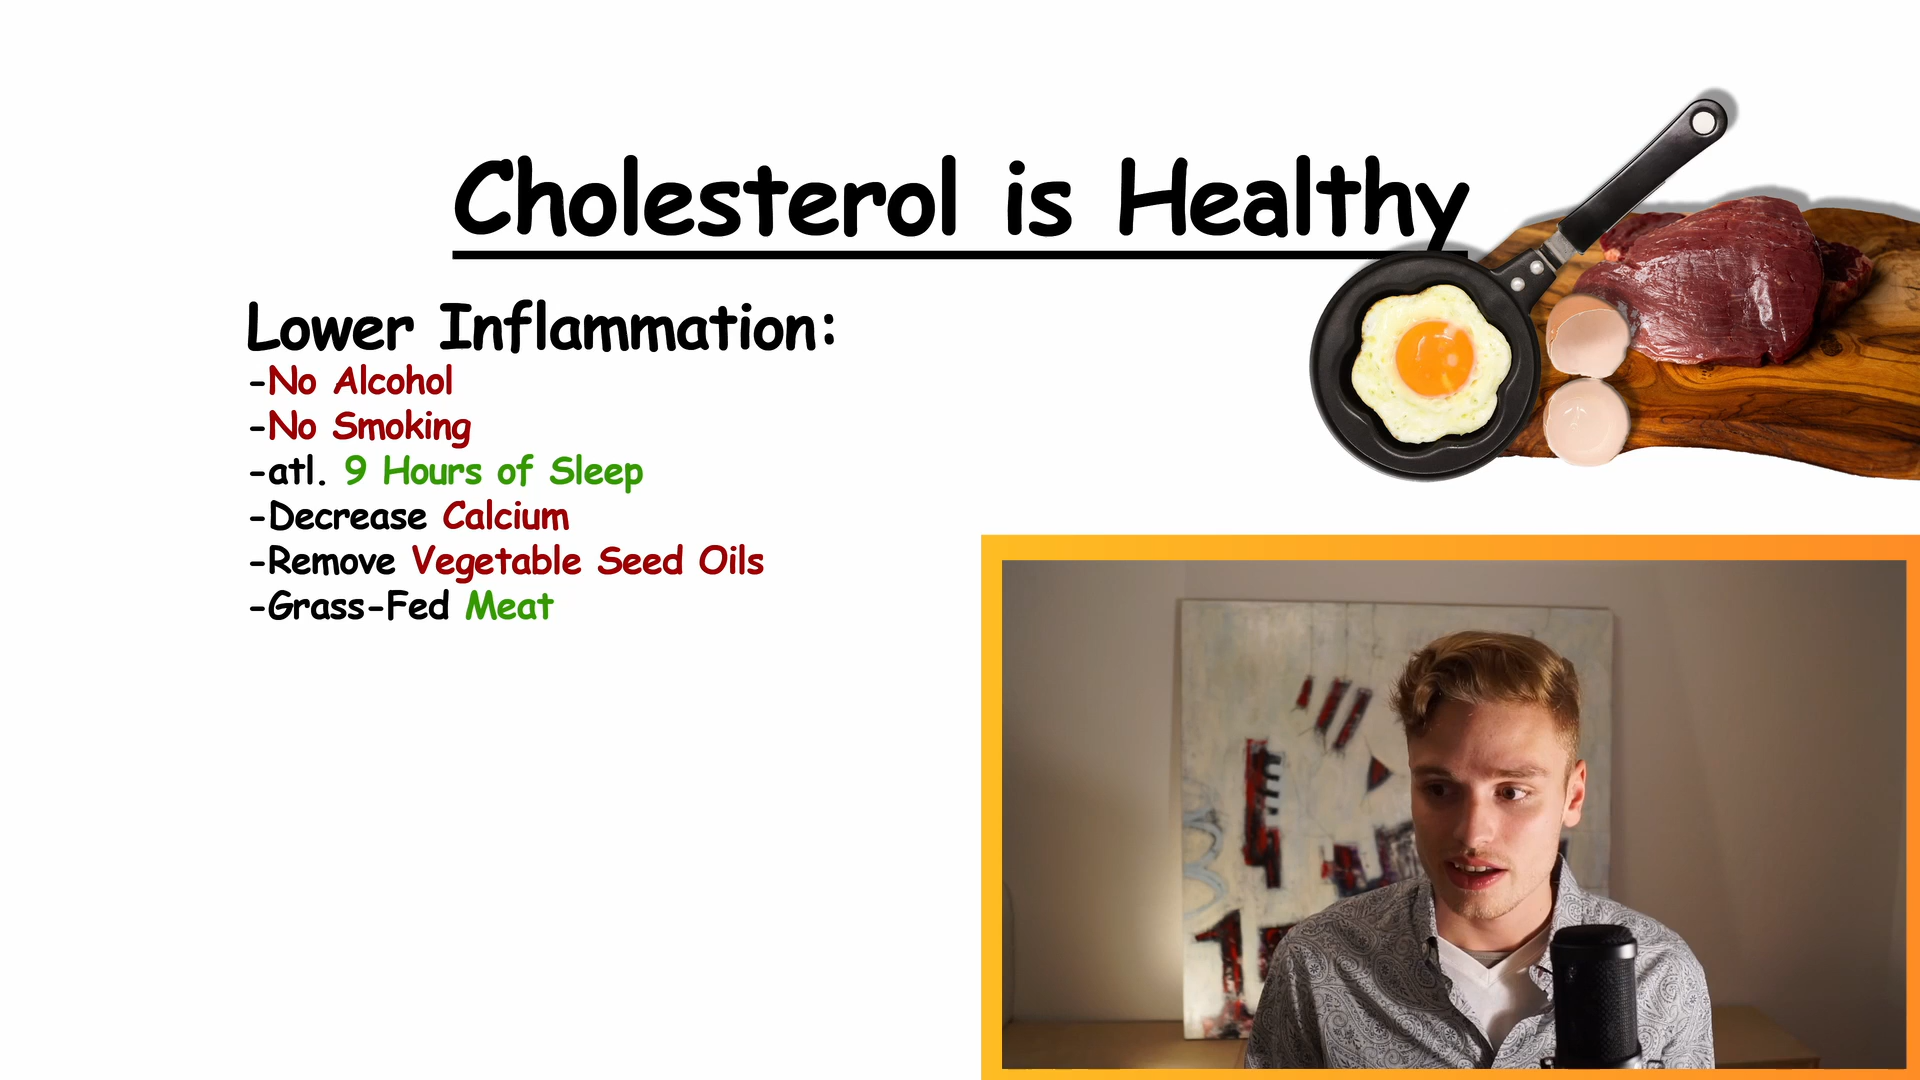 Cholesterol is Healthy
Lower Inflammation:
-No Alcohol
-No Smoking
-atl. 9 Hours of Sleep
-Decrease Calcium
-Remove Vegetable Seed Oils
-Grass-Fed Meat